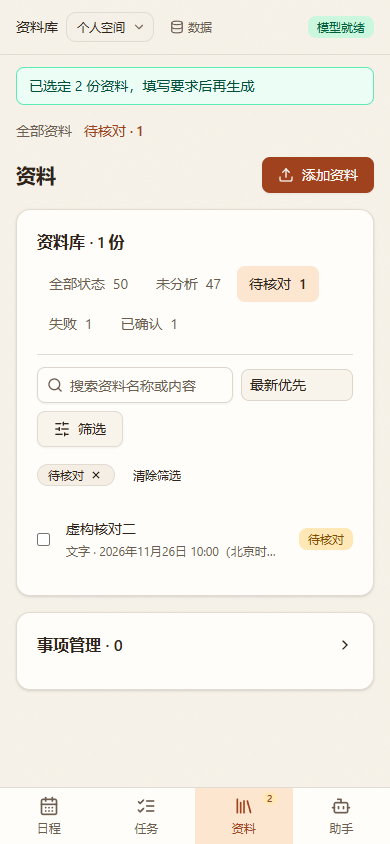 资料库 个人空间 数据 模型就绪
已选定 2 份资料，填写要求后再生成
全部资料 待核对 · 1
资料 添加资料
资料库 · 1 份
全部状态 50 未分析 47 待核对 1
失败 1 已确认 1
搜索资料名称或内容 最新优先
筛选
待核对 × 清除筛选
虚构核对二
文字 · 2026年11月26日 10:00（北京时... 待核对
事项管理 · 0
2
日程 任务 资料 助手